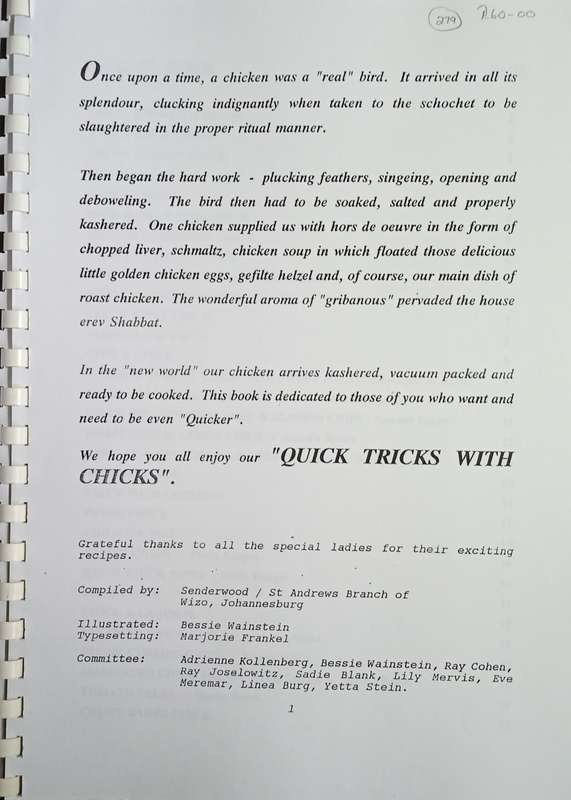 279 R60-00
Once upon a time, a chicken was a "real" bird. It arrived in all its
splendour, clucking indignantly when taken to the schochet to be
slaughtered in the proper ritual manner.
Then began the hard work - plucking feathers, singeing, opening and
deboweling. The bird then had to be soaked, salted and properly
kashered. One chicken supplied us with hors de oeuvre in the form of
chopped liver, schmaltz, chicken soup in which floated those delicious
little golden chicken eggs, gefilte helzel and, of course, our main dish of
roast chicken. The wonderful aroma of "gribanous" pervaded the house
erev Shabbat.
In the "new world" our chicken arrives kashered, vacuum packed and
ready to be cooked. This book is dedicated to those of you who want and
need to be even "Quicker".
We hope you all enjoy our "QUICK TRICKS WITH
CHICKS".
Grateful thanks to all the special ladies for their exciting
recipes.
Compiled by: Senderwood / St Andrews Branch of
Wizo, Johannesburg
Illustrated: Bessie Wainstein
Typesetting: Marjorie Frankel
Committee: Adrienne Kollenberg, Bessie Wainstein, Ray Cohen,
Ray Joselowitz, Sadie Blank, Lily Mervis, Eve
Meremar, Linea Burg, Yetta Stein.
1